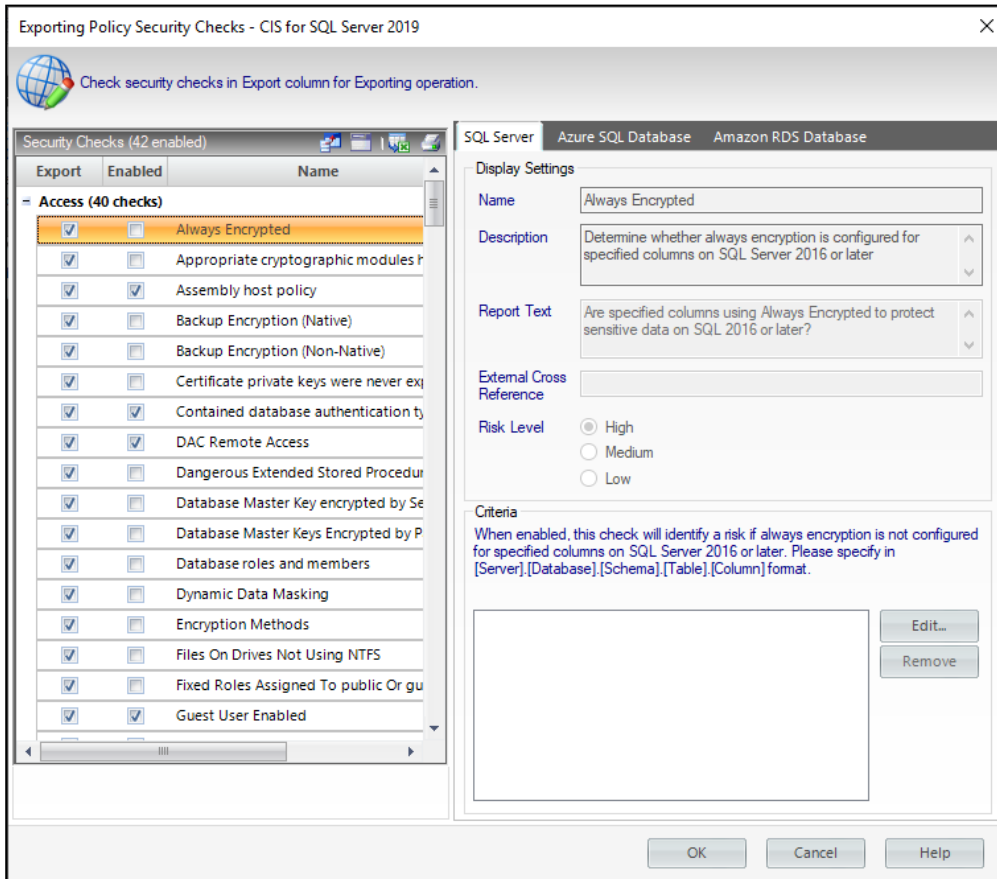 Exporting Policy Security Checks - CIS for SQL Server 2019
Check security checks in Export column for Exporting operation.
Security Checks (42 enabled)
Export Enabled Name
Access (40 checks)
Always Encrypted
Appropriate cryptographic modules h
Assembly host policy
Backup Encryption (Native)
Backup Encryption (Non-Native)
Certificate private keys were never ex
Contained database authentication ty
DAC Remote Access
Dangerous Extended Stored Procedur
Database Master Key encrypted by Se
Database Master Keys Encrypted by P
Database roles and members
Dynamic Data Masking
Encryption Methods
Files On Drives Not Using NTFS
Fixed Roles Assigned To public Or gu
Guest User Enabled
SQL Server Azure SQL Database Amazon RDS Database
Display Settings
Name Always Encrypted
Description Determine whether always encryption is configured for
specified columns on SQL Server 2016 or later
Report Text Are specified columns using Always Encrypted to protect
sensitive data on SQL 2016 or later?
External Cross
Reference
Risk Level High
Medium
Low
Criteria
When enabled, this check will identify a risk if always encryption is not configured
for specified columns on SQL Server 2016 or later. Please specify in
[Server].[Database].[Schema].[Table].[Column] format.
Edit...
Remove
OK Cancel Help